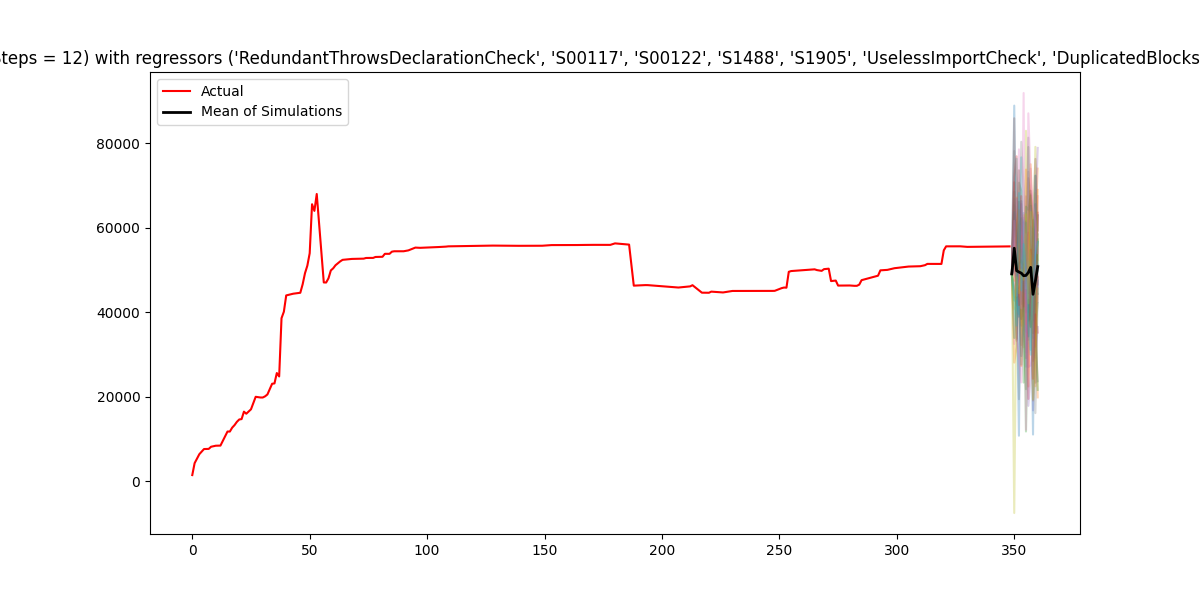 = 12) with regressors ('RedundantThrowsDeclarationCheck', 'S00117', 'S00122', 'S1488', 'S1905', 'UselessImportCheck', 'DuplicatedBlocks
Actual
Mean of Simulations
80000
60000
40000
20000
0
0 50 100 150 200 250 300 350